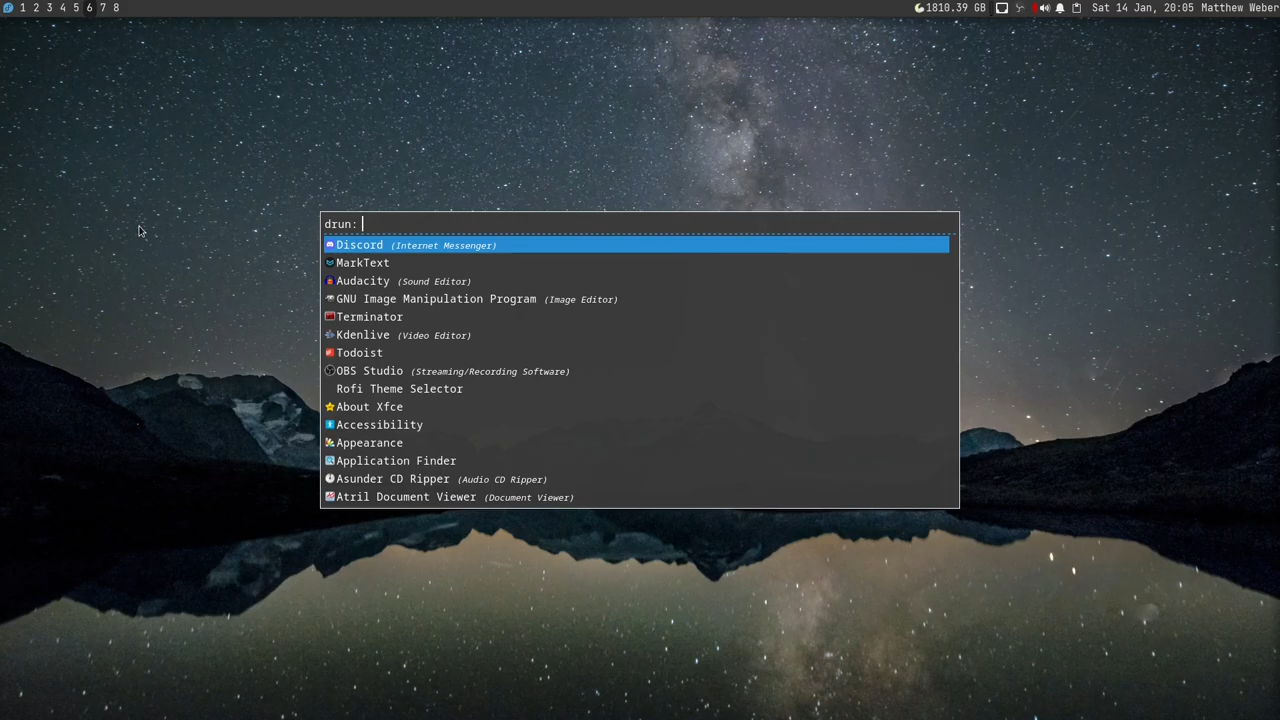 1 2 3 4 5 6 7 8 1810.39 GB Sat 14 Jan, 20:05 Matthew Weber
drun:
Discord (Internet Messenger)
MarkText
Audacity (Sound Editor)
GNU Image Manipulation Program (Image Editor)
Terminator
Kdenlive (Video Editor)
Todoist
OBS Studio (Streaming/Recording Software)
Rofi Theme Selector
About Xfce
Accessibility
Appearance
Application Finder
Asunder CD Ripper (Audio CD Ripper)
Atril Document Viewer (Document Viewer)